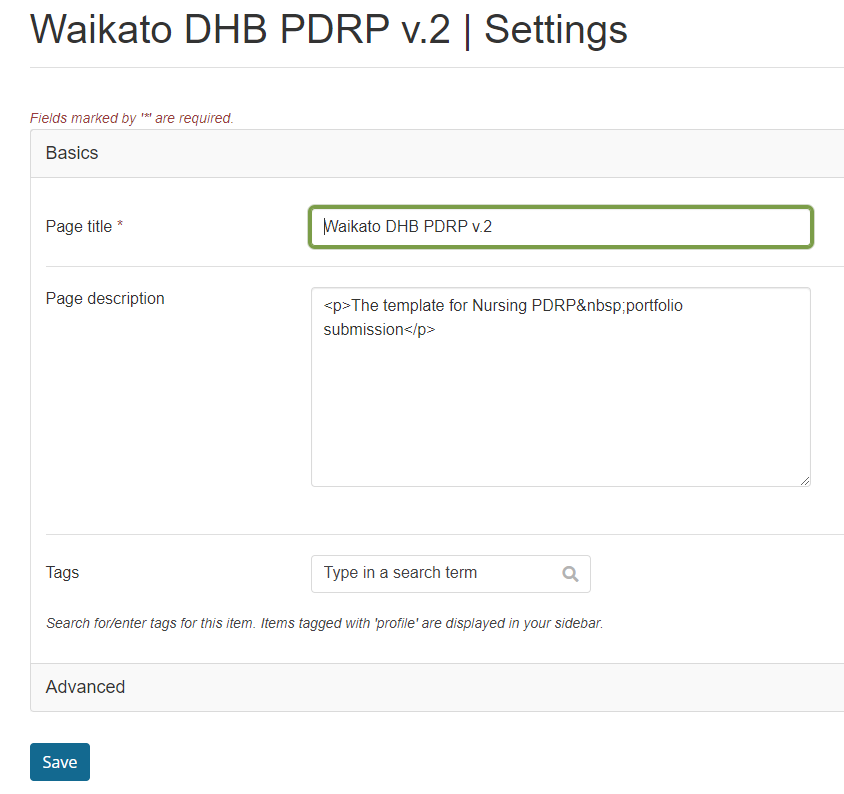 Waikato DHB PDRP v.2 | Settings
Fields marked by '*' are required.
Basics
Page title *
Waikato DHB PDRP v.2
Page description
<p>The template for Nursing PDRP&nbsp;portfolio
submission</p>
Tags
Type in a search term
Search for/enter tags for this item. Items tagged with 'profile' are displayed in your sidebar.
Advanced
Save